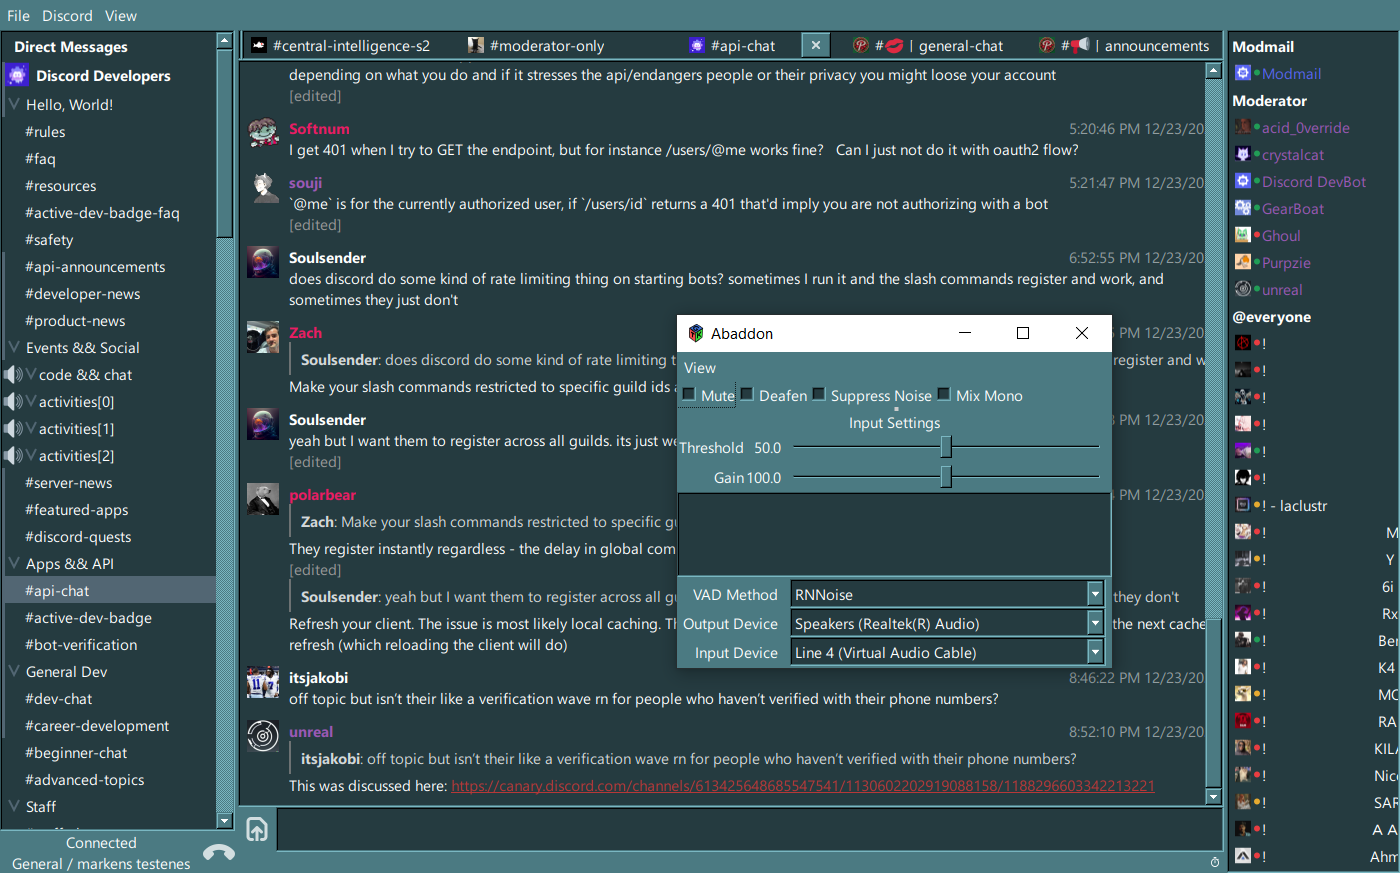 File Discord View
Direct Messages
Discord Developers
Hello, World!
#rules
#faq
#resources
#active-dev-badge-faq
#safety
#api-announcements
#developer-news
#product-news
Events && Social
code && chat
activities[0]
activities[1]
activities[2]
#server-news
#featured-apps
#discord-quests
Apps && API
#api-chat
#active-dev-badge
#bot-verification
General Dev
#dev-chat
#career-development
#beginner-chat
#advanced-topics
Staff
Connected
General / markens testenes
#central-intelligence-s2
#moderator-only
#api-chat
#💋 | general-chat
#📢 | announcements
depending on what you do and if it stresses the api/endangers people or their privacy you might loose your account
[edited]
Softnum 5:20:46 PM 12/23/20
I get 401 when I try to GET the endpoint, but for instance /users/@me works fine? Can I just not do it with oauth2 flow?
souji 5:21:47 PM 12/23/20
`@me` is for the currently authorized user, if `/users/id` returns a 401 that'd imply you are not authorizing with a bot
[edited]
Soulsender 6:52:55 PM 12/23/20
does discord do some kind of rate limiting thing on starting bots? sometimes I run it and the slash commands register and work, and
sometimes they just don't
Zach PM 12/23/20
Soulsender: does discord do some kind of rate limiting register and w
Make your slash commands restricted to specific guild ids
Soulsender PM 12/23/20
yeah but I want them to register across all guilds. its just
[edited]
polarbear PM 12/23/20
Zach: Make your slash commands restricted to specific
They register instantly regardless - the delay in global com
[edited]
Soulsender: yeah but I want them to register across all they don't
Refresh your client. The issue is most likely local caching. the next cache
refresh (which reloading the client will do)
itsjakobi 8:46:22 PM 12/23/20
off topic but isn't their like a verification wave rn for people who haven't verified with their phone numbers?
unreal 8:52:10 PM 12/23/20
itsjakobi: off topic but isn't their like a verification wave rn for people who haven't verified with their phone numbers?
This was discussed here: https://canary.discord.com/channels/613425648685547541/1130602202919088158/1188296603342213221
Abaddon
View
Mute Deafen Suppress Noise Mix Mono
Input Settings
Threshold 50.0
Gain 100.0
VAD Method RNNoise
Output Device Speakers (Realtek(R) Audio)
Input Device Line 4 (Virtual Audio Cable)
Modmail
Modmail
Moderator
acid_0verride
crystalcat
Discord DevBot
GearBoat
Ghoul
Purpzie
unreal
@everyone
!
!
!
!
!
!
! - laclustr
! M
! Y
! 6i
! Rx
! Ber
! K4
! MC
! RA
! KILA
! Nic
! SAR
! A A
! Ahm